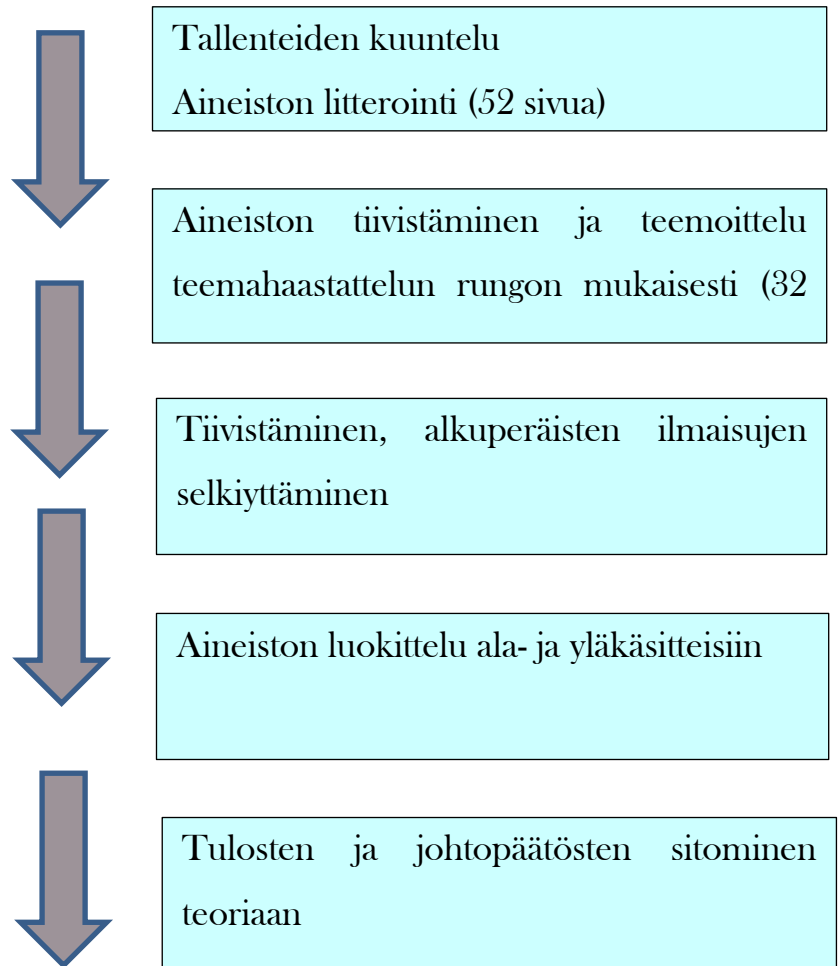 Tallenteiden kuuntelu
Aineiston litterointi (52 sivua)
Aineiston tiivistäminen ja teemoittelu
teemahaastattelun rungon mukaisesti (32
Tiivistäminen, alkuperäisten ilmaisujen
selkiyttäminen
Aineiston luokittelu ala- ja yläkäsitteisiin
Tulosten ja johtopäätösten sitominen
teoriaan